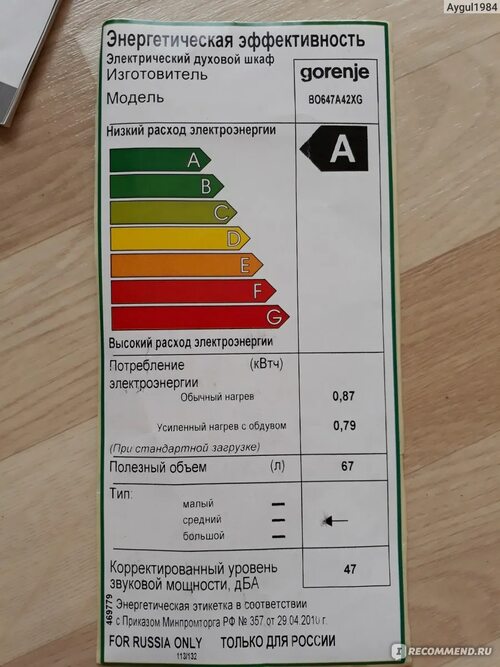 Aygul1984
Энергетическая эффективность
Электрический духовой шкаф
Изготовитель gorenje
Модель BO647A42XG
Низкий расход электроэнергии
A
A
B
C
D
E
F
G
Высокий расход электроэнергии
Потребление (кВтч)
электроэнергии
Обычный нагрев 0,87
Усиленный нагрев с обдувом 0,79
(При стандартной загрузке)
Полезный объем (л) 67
Тип:
малый
средний
большой
Корректированный уровень 47
звуковой мощности, дБА
469779
Энергетическая этикетка в соответствии
с Приказом Минпромторга РФ № 357 от 29.04.2010 г.
FOR RUSSIA ONLY ТОЛЬКО ДЛЯ РОССИИ
113/132
IRECOMMEND.RU